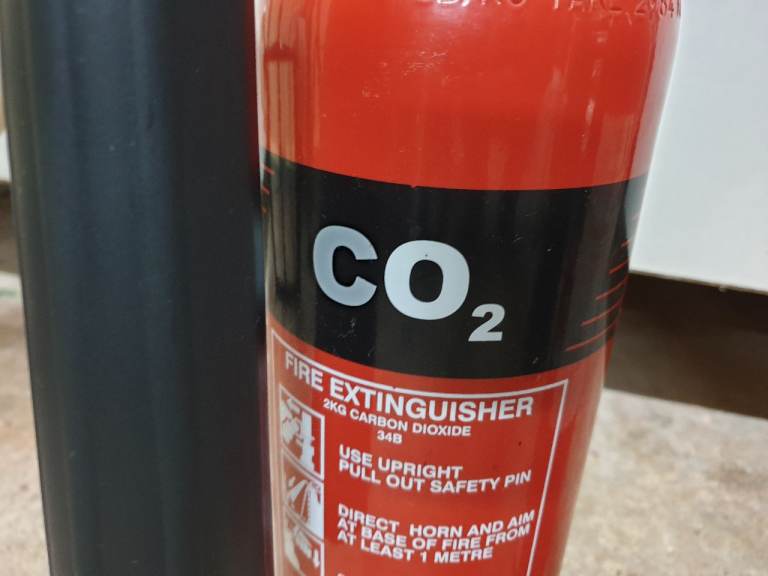 CO2
FIRE EXTINGUISHER
2KG CARBON DIOXIDE
34B
USE UPRIGHT
PULL OUT SAFETY PIN
DIRECT HORN AND AIM
AT BASE OF FIRE FROM
AT LEAST 1 METRE